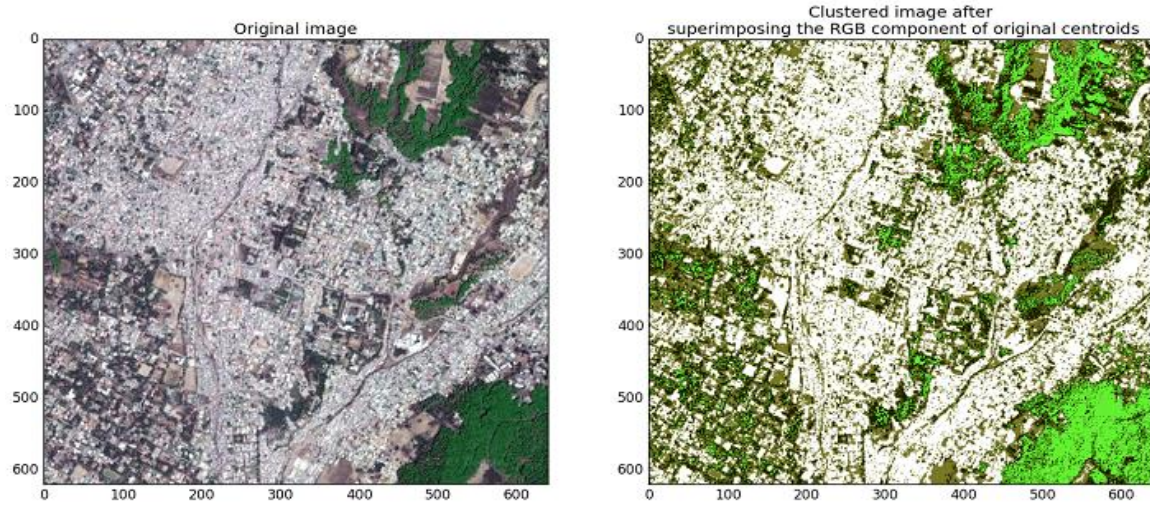 Original image
0
100
200
300
400
500
600
0 100 200 300 400 500 600
Clustered image after
superimposing the RGB component of original centroids
0
100
200
300
400
500
600
0 100 200 300 400 500 600